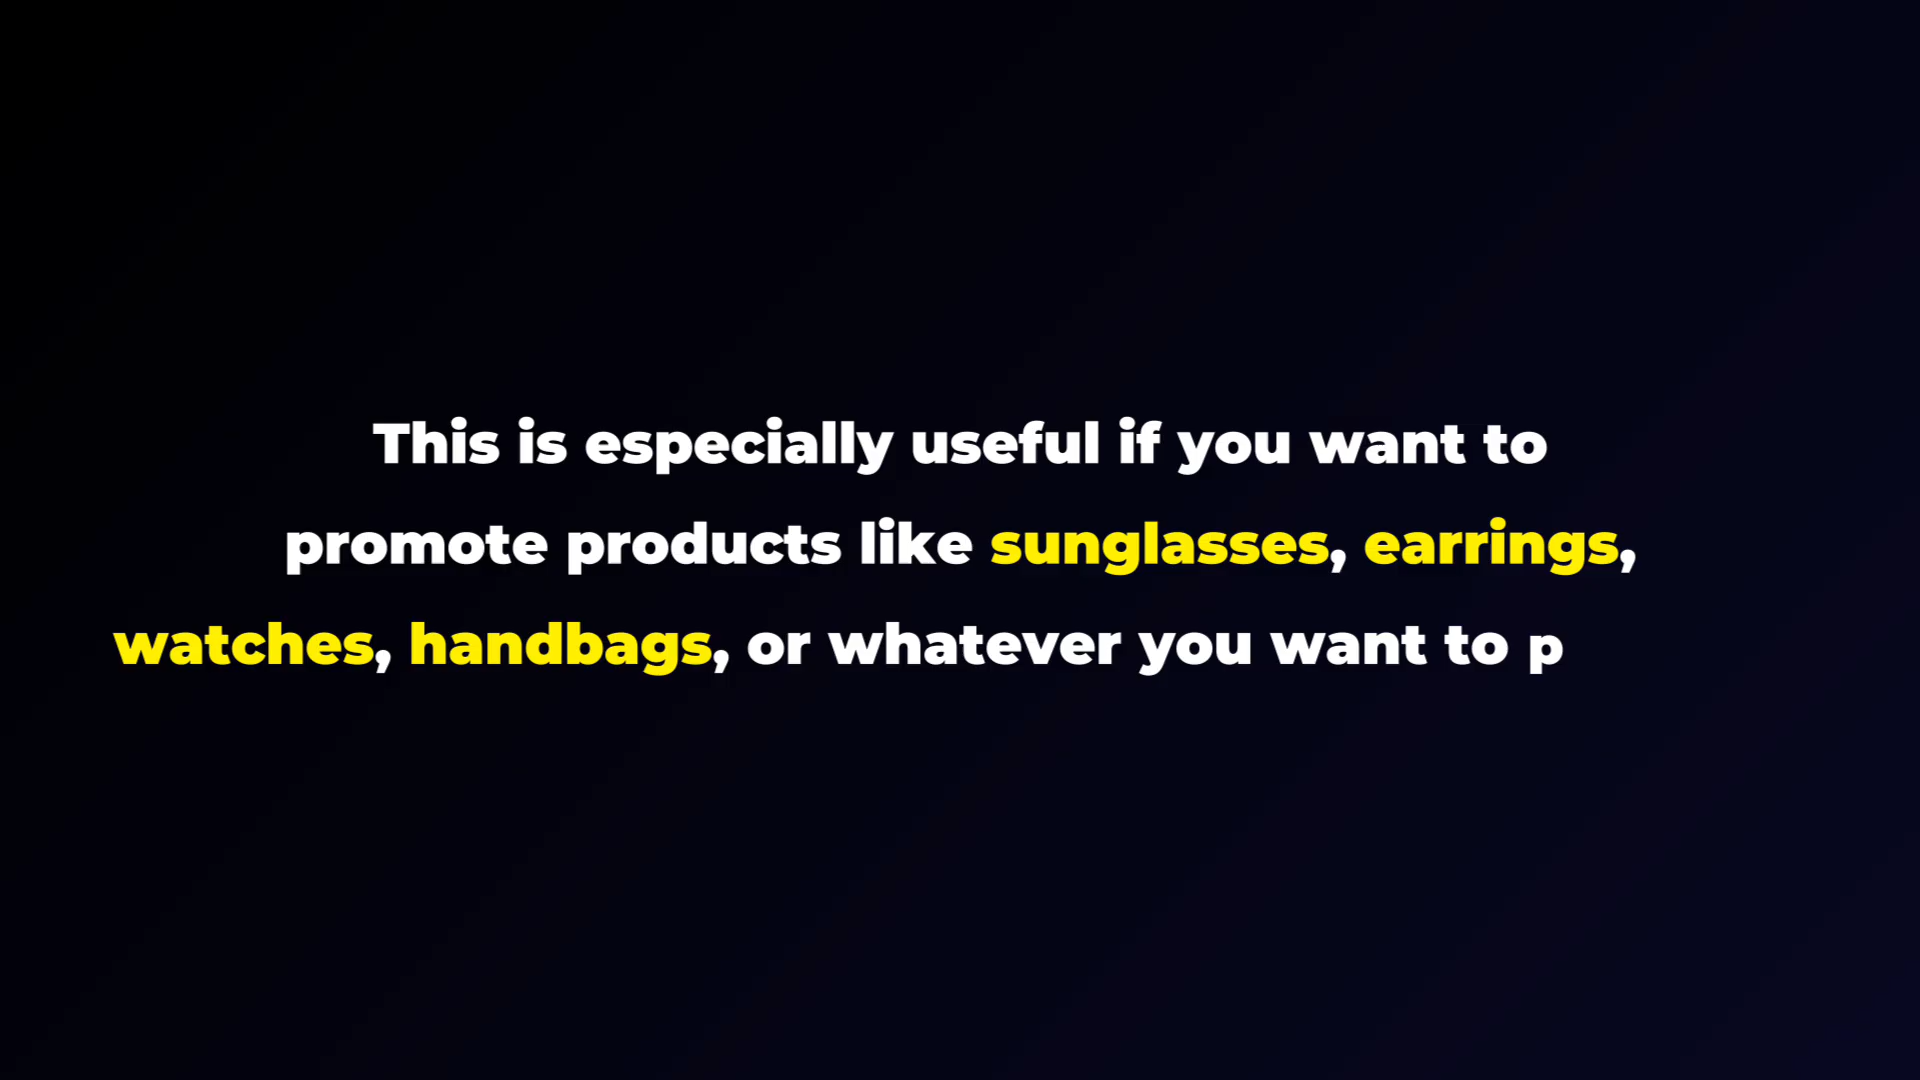 This is especially useful if you want to
promote products like sunglasses, earrings,
watches, handbags, or whatever you want to p